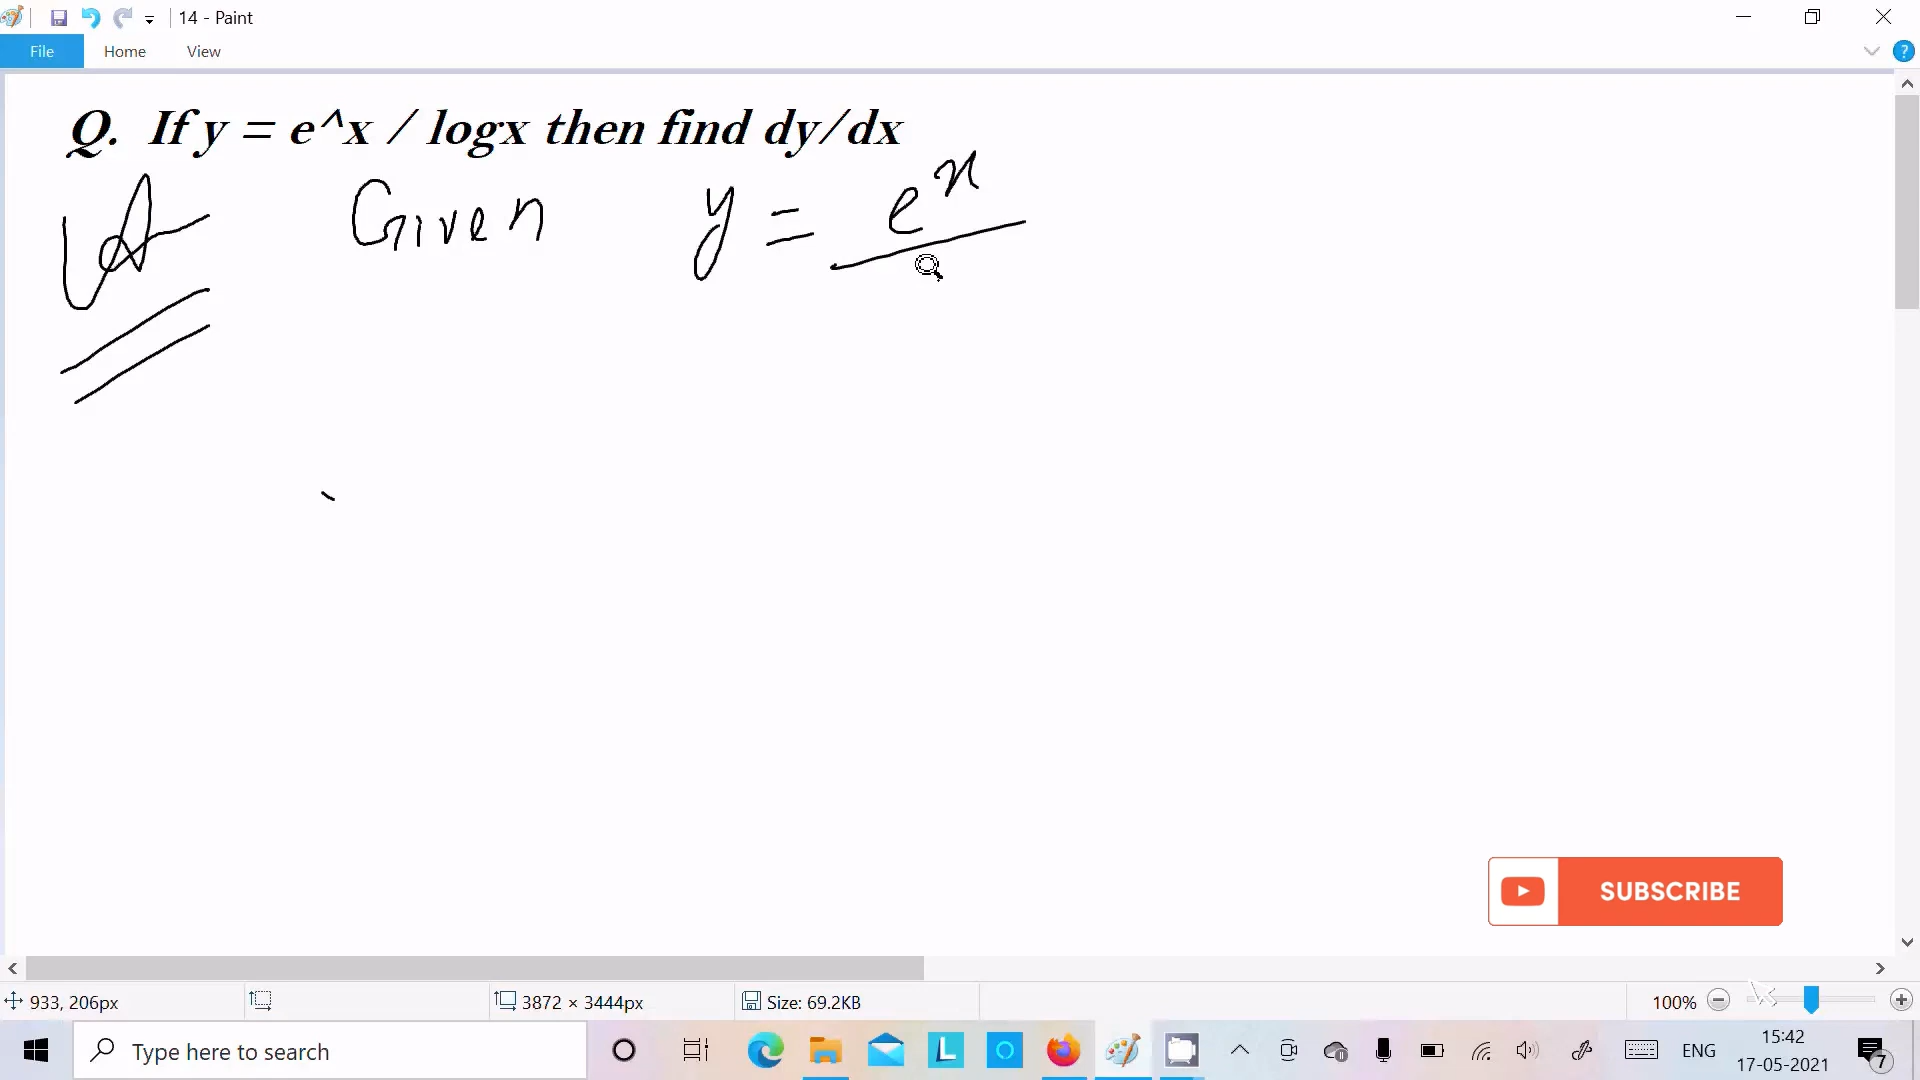 14 - Paint
File Home View
Q. If y = e^x / logx then find dy/dx
Given y = e^x
SUBSCRIBE
933, 206px 3872 × 3444px Size: 69.2KB 100%
Type here to search
ENG
15:42
17-05-2021
7